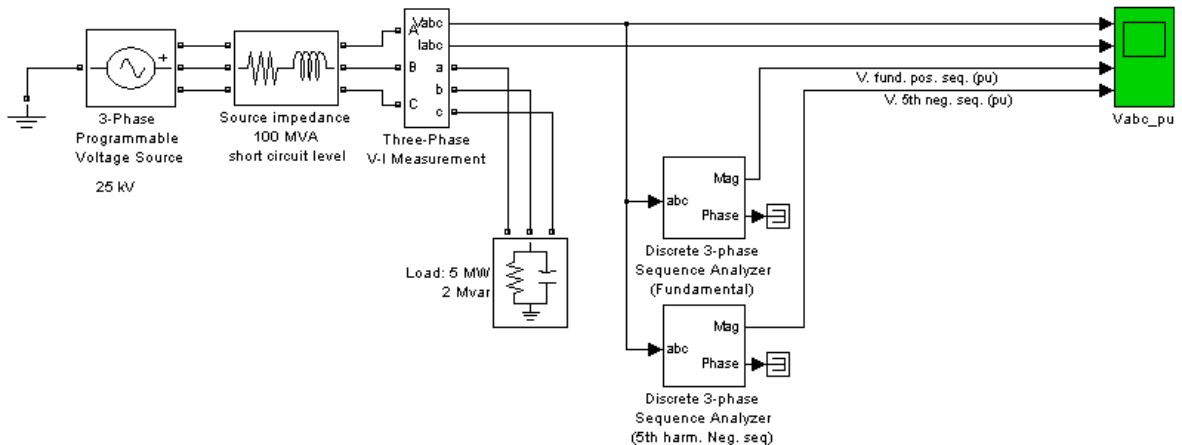 3-Phase
Programmable
Voltage Source
25 kV
Source impedance
100 MVA
short circuit level
A
B
C
Vabc
Iabc
a
b
c
Three-Phase
V-I Measurement
Load: 5 MW
2 Mvar
V. fund. pos. seq. (pu)
V. 5th neg. seq. (pu)
Vabc_pu
abc
Mag
Phase
Discrete 3-phase
Sequence Analyzer
(Fundamental)
abc
Mag
Phase
Discrete 3-phase
Sequence Analyzer
(5th harm. Neg. seq)